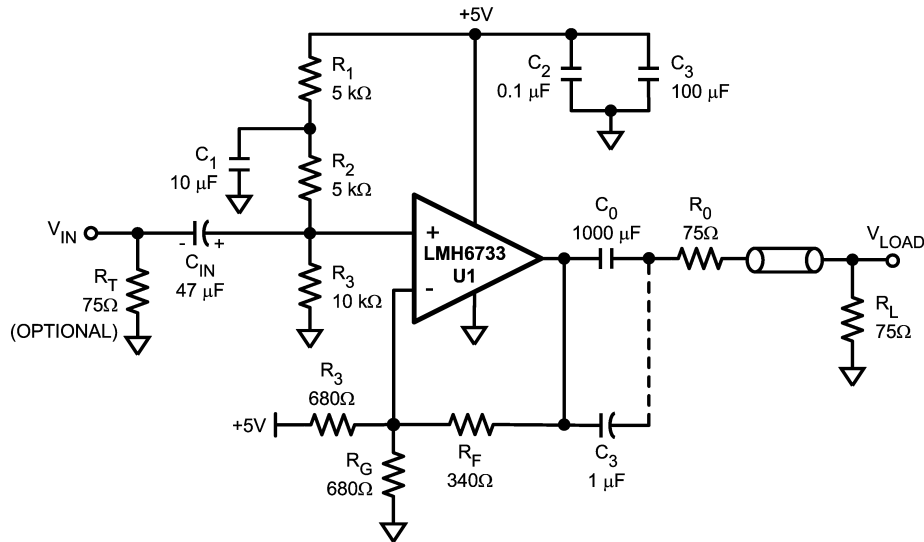 +5V
R1
5 kΩ
C2
0.1 μF
C3
100 μF
C1
10 μF
R2
5 kΩ
VIN
- +
CIN
47 μF
RT
75Ω
(OPTIONAL)
R3
10 kΩ
+
LMH6733
U1
-
C0
1000 μF
R0
75Ω
VLOAD
RL
75Ω
R3
680Ω
+5V
RG
680Ω
RF
340Ω
C3
1 μF